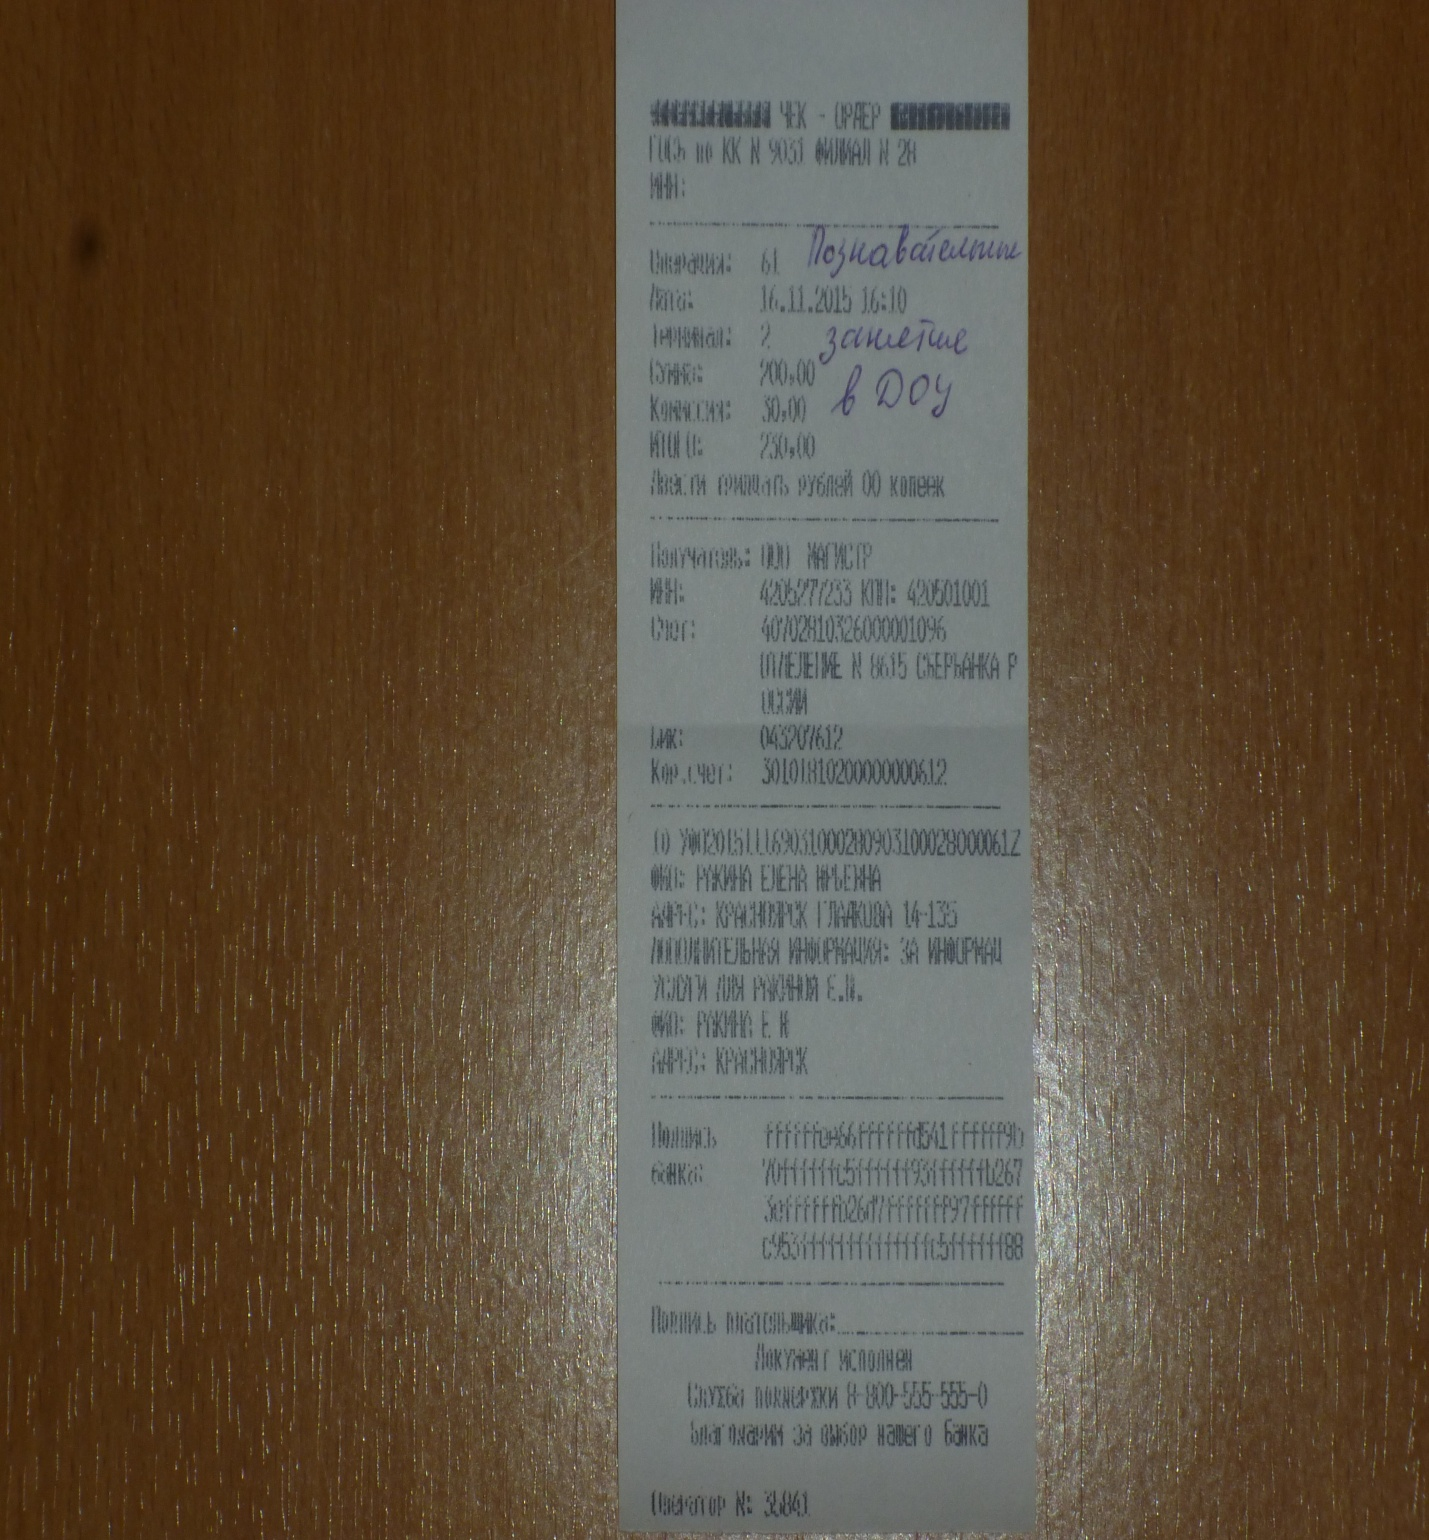 ЧЕК - ОРДЕР
ГОСБ по КК N 9031 ФИЛИАЛ N 28
ИНН:
Операция: 61 Познавательные
Дата: 16.11.2015 16:10
Терминал: 2 занятие
Сумма: 200,00
Комиссия: 30,00 в ДОУ
ИТОГО: 230,00
Двести тридцать рублей 00 копеек
Получатель: ООО МАГИСТР
ИНН: 4205277233 КПП: 420501001
Счет: 40702810326000001096
ОТДЕЛЕНИЕ N 8615 СБЕРБАНКА Р
ОССИИ
Бик: 043207612
Кор.счет: 30101810200000000612
ФИО: РАКИНА ЕЛЕНА ЮРЬЕВНА
АДРЕС: КРАСНОЯРСК ГЛАДКОВА 14-135
ДОПОЛНИТЕЛЬНАЯ ИНФОРМАЦИЯ: ЗА ИНФОРМАЦ
УСЛУГИ ДЛЯ РАКИНОЙ Е.Ю.
ФИО: РАКИНА Е Ю
АДРЕС: КРАСНОЯРСК
Подпись
банка: 70ffffffc5ffffff93ffffffb267
Подпись плательщика:
Документ исполнен
Служба поддержки 8-800-555-555-0
Благодарим за выбор нашего банка
Оператор N: 35841